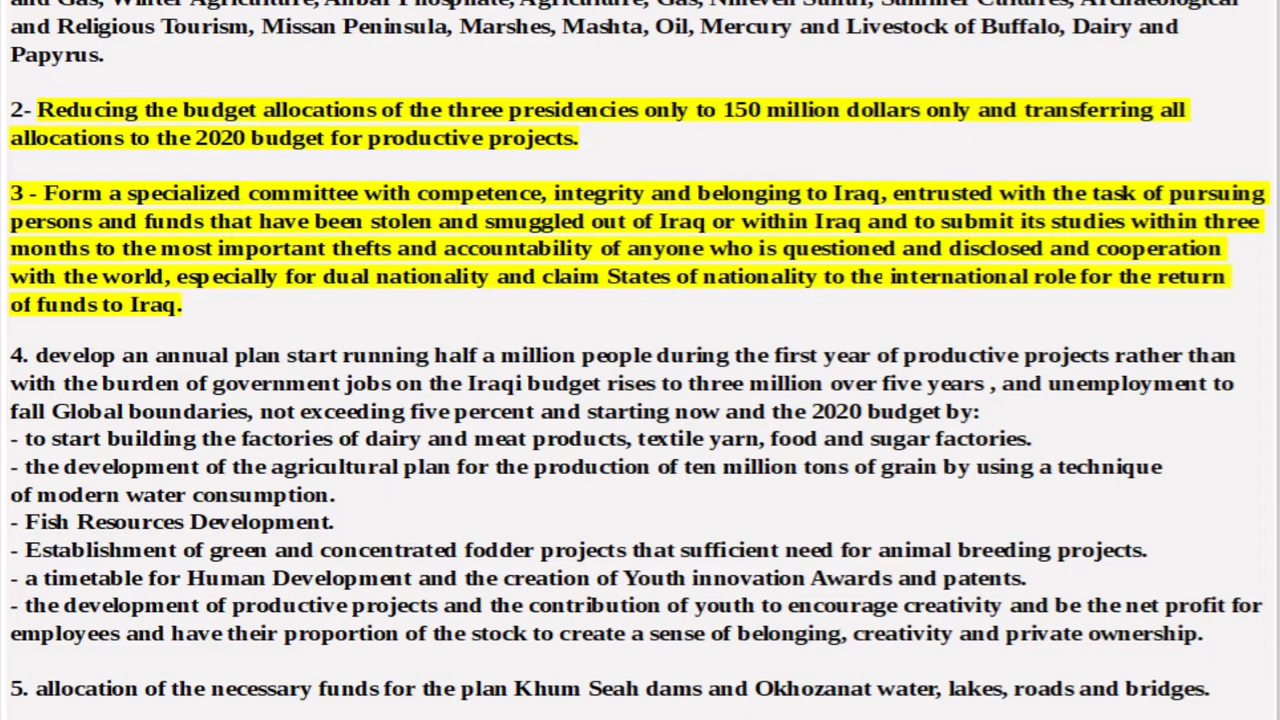 and Gas, Winter Agriculture, Anbar Phosphate, Agriculture, Gas, Nineveh Sulfur, Summer Cultures, Archaeological
and Religious Tourism, Missan Peninsula, Marshes, Mashta, Oil, Mercury and Livestock of Buffalo, Dairy and
Papyrus.
2- Reducing the budget allocations of the three presidencies only to 150 million dollars only and transferring all
allocations to the 2020 budget for productive projects.
3 - Form a specialized committee with competence, integrity and belonging to Iraq, entrusted with the task of pursuing
persons and funds that have been stolen and smuggled out of Iraq or within Iraq and to submit its studies within three
months to the most important thefts and accountability of anyone who is questioned and disclosed and cooperation
with the world, especially for dual nationality and claim States of nationality to the international role for the return
of funds to Iraq.
4. develop an annual plan start running half a million people during the first year of productive projects rather than
with the burden of government jobs on the Iraqi budget rises to three million over five years , and unemployment to
fall Global boundaries, not exceeding five percent and starting now and the 2020 budget by:
- to start building the factories of dairy and meat products, textile yarn, food and sugar factories.
- the development of the agricultural plan for the production of ten million tons of grain by using a technique
of modern water consumption.
- Fish Resources Development.
- Establishment of green and concentrated fodder projects that sufficient need for animal breeding projects.
- a timetable for Human Development and the creation of Youth innovation Awards and patents.
- the development of productive projects and the contribution of youth to encourage creativity and be the net profit for
employees and have their proportion of the stock to create a sense of belonging, creativity and private ownership.
5. allocation of the necessary funds for the plan Khum Seah dams and Okhozanat water, lakes, roads and bridges.